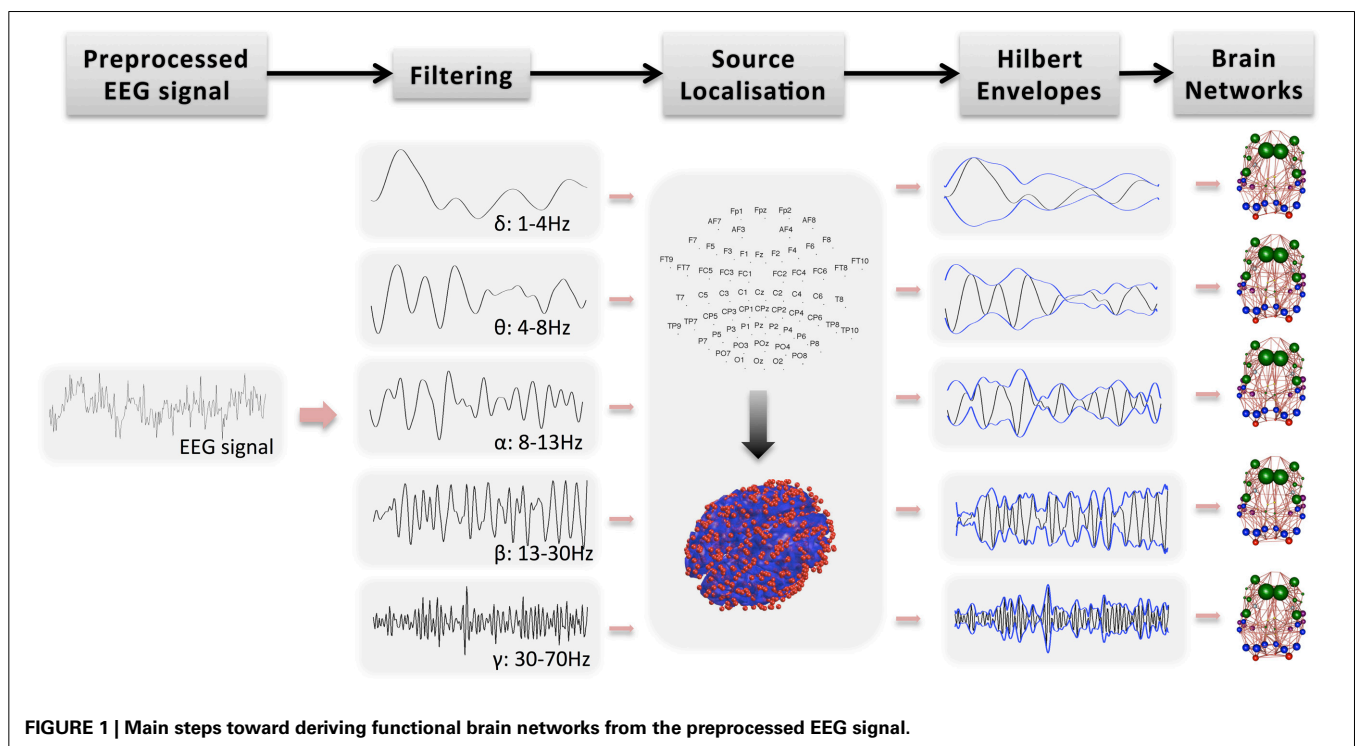 Preprocessed
EEG signal
Filtering
Source
Localisation
Hilbert
Envelopes
Brain
Networks
δ: 1-4Hz
θ: 4-8Hz
α: 8-13Hz
β: 13-30Hz
γ: 30-70Hz
EEG signal
Fp1 Fpz Fp2
AF7 AF8
AF3 AF4
F7 F5 F3 F1 Fz F2 F4 F6 F8
FT9 FT7 FC5 FC3 FC1 FC2 FC4 FC6 FT8 FT10
T7 C5 C3 C1 Cz C2 C4 C6 T8
TP9 TP7 CP5 CP3 CP1 CPz CP2 CP4 CP6 TP8 TP10
P7 P5 P3 P1 Pz P2 P4 P6 P8
PO7 PO3 POz PO4 PO8
O1 Oz O2
FIGURE 1 | Main steps toward deriving functional brain networks from the preprocessed EEG signal.